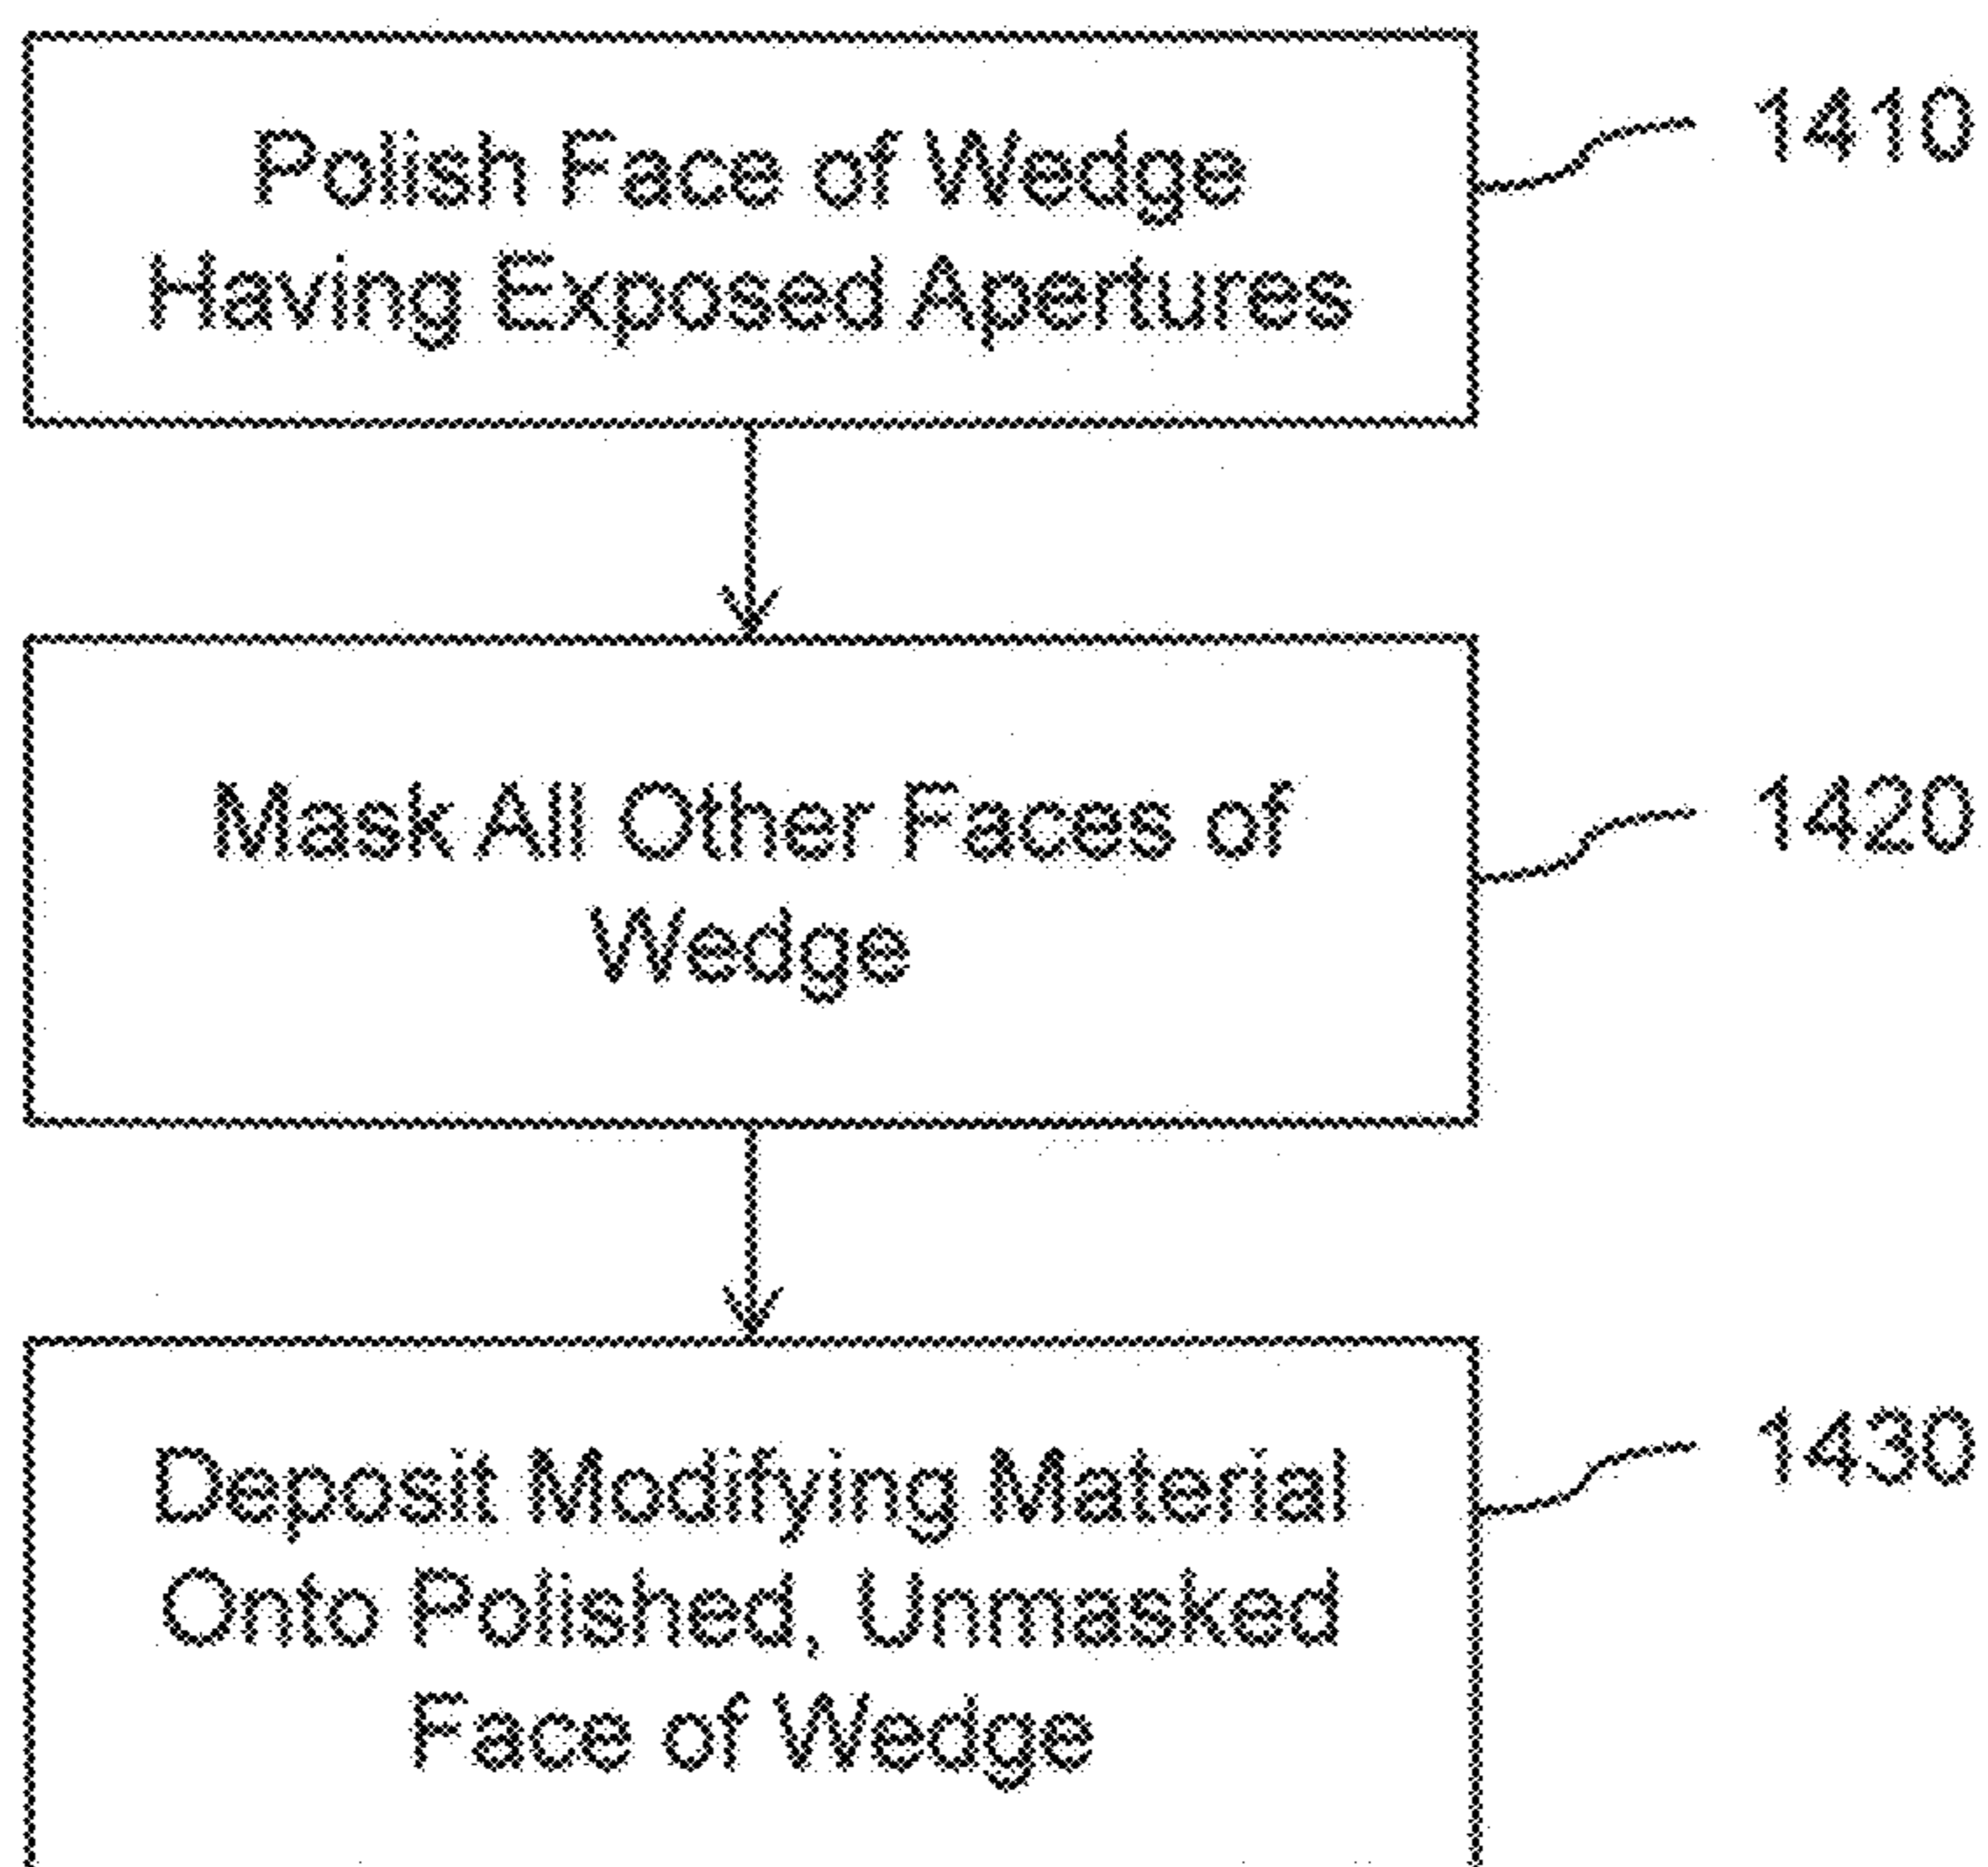 Polish Face of Wedge
Having Exposed Apertures
1410
Mask All Other Faces of
Wedge
1420
Deposit Modifying Material
Onto Polished, Unmasked
Face of Wedge
1430